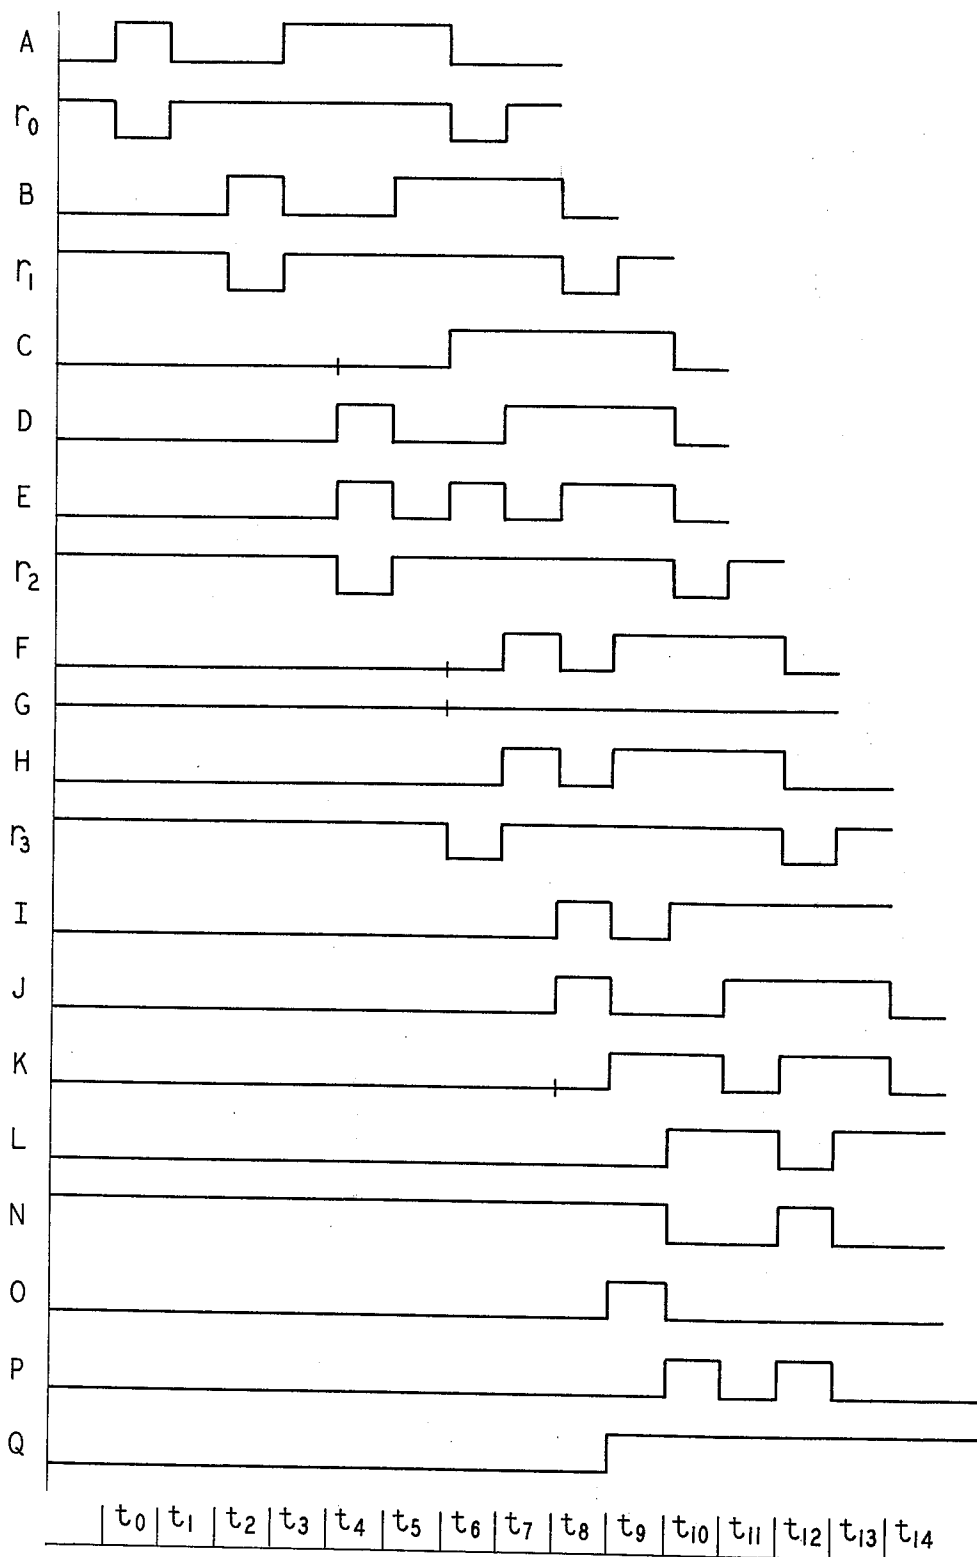 A
r₀
B
r₁
C
D
E
r₂
F
G
H
r₃
I
J
K
L
N
O
P
Q
t₀ t₁ t₂ t₃ t₄ t₅ t₆ t₇ t₈ t₉ t₁₀ t₁₁ t₁₂ t₁₃ t₁₄